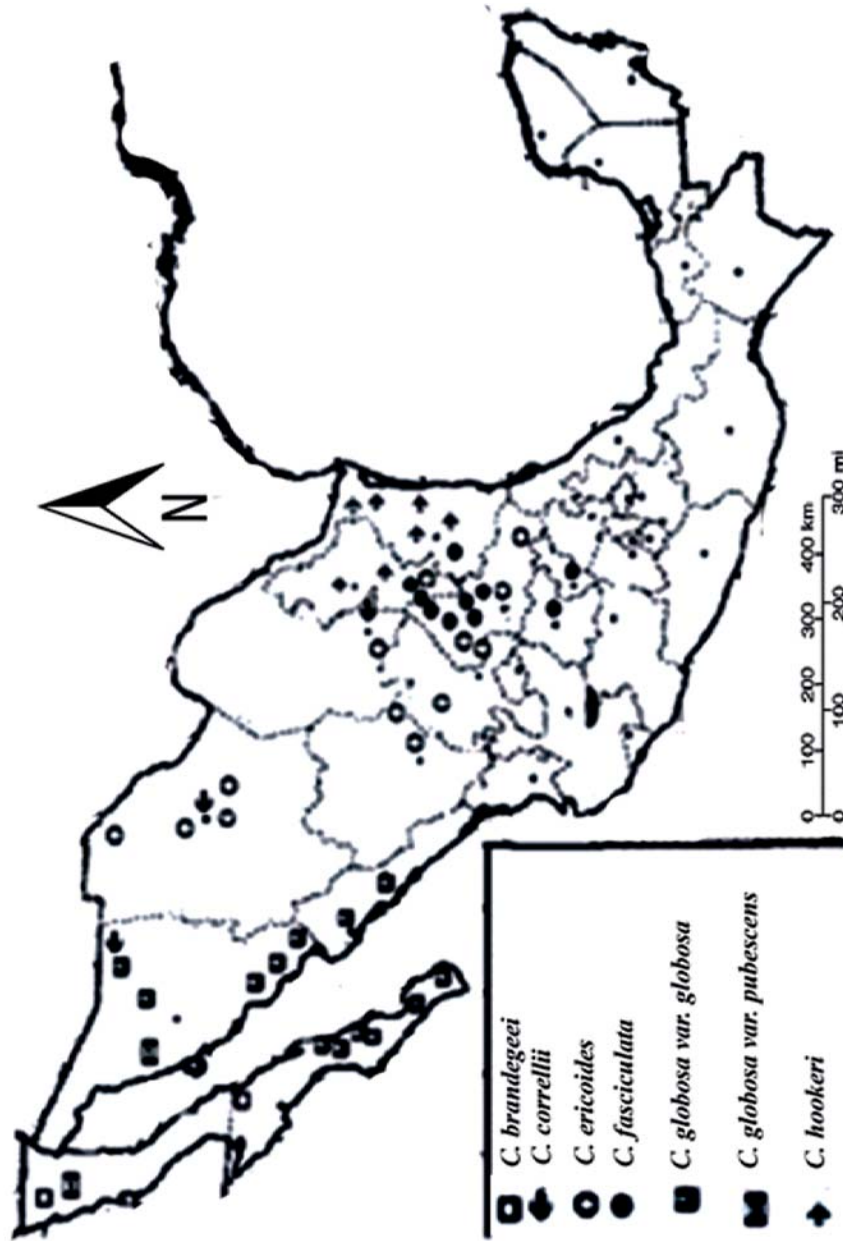 N
C. brandegeei
C. correllii
C. ericoides
C. fasciculata
C. globosa var. globosa
C. globosa var. pubescens
C. hookeri
0 100 200 300 400 km
0 100 200 300 mi